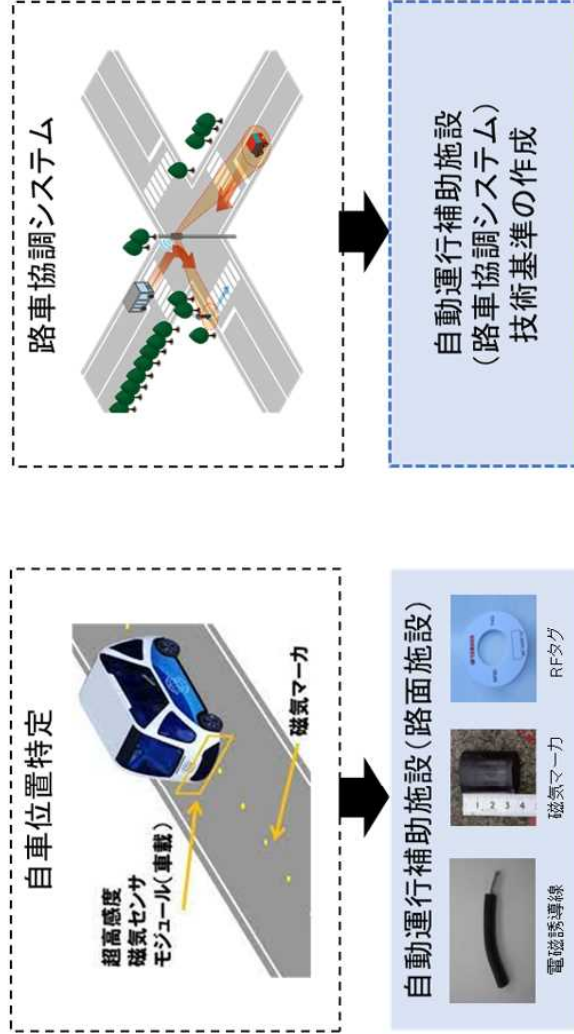 自車位置特定
超高感度
磁気センサ
モジュール(車載)
磁気マーカ
自動運行補助施設(路面施設)
電磁誘導線
磁気マーカ
RFタグ
1 2 3 4
路車協調システム
自動運行補助施設
(路車協調システム)
技術基準の作成